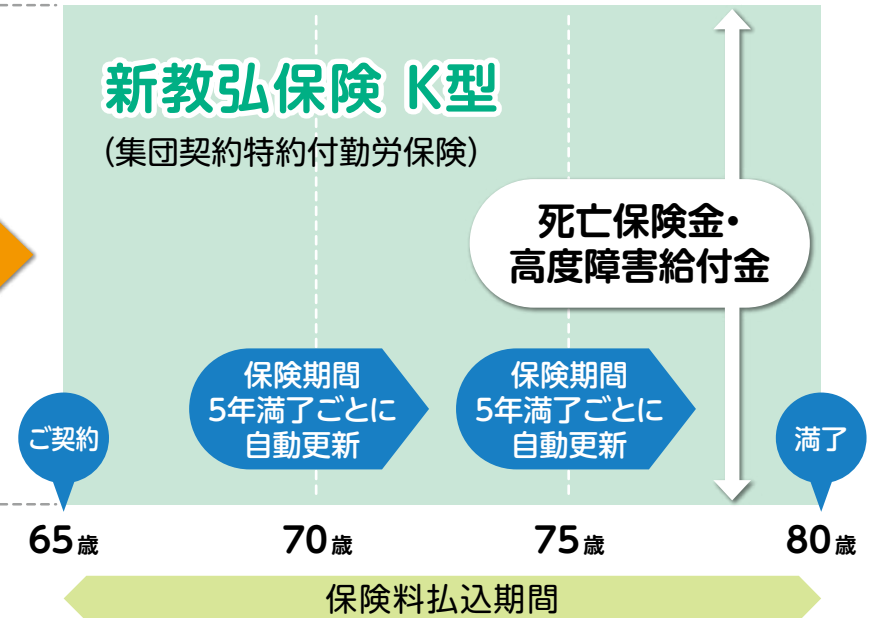 新教弘保険 K型
(集団契約特約付勤労保険)
死亡保険金・
高度障害給付金
保険期間
5年満了ごとに
自動更新
保険期間
5年満了ごとに
自動更新
ご契約
満了
65歳
70歳
75歳
80歳
保険料払込期間